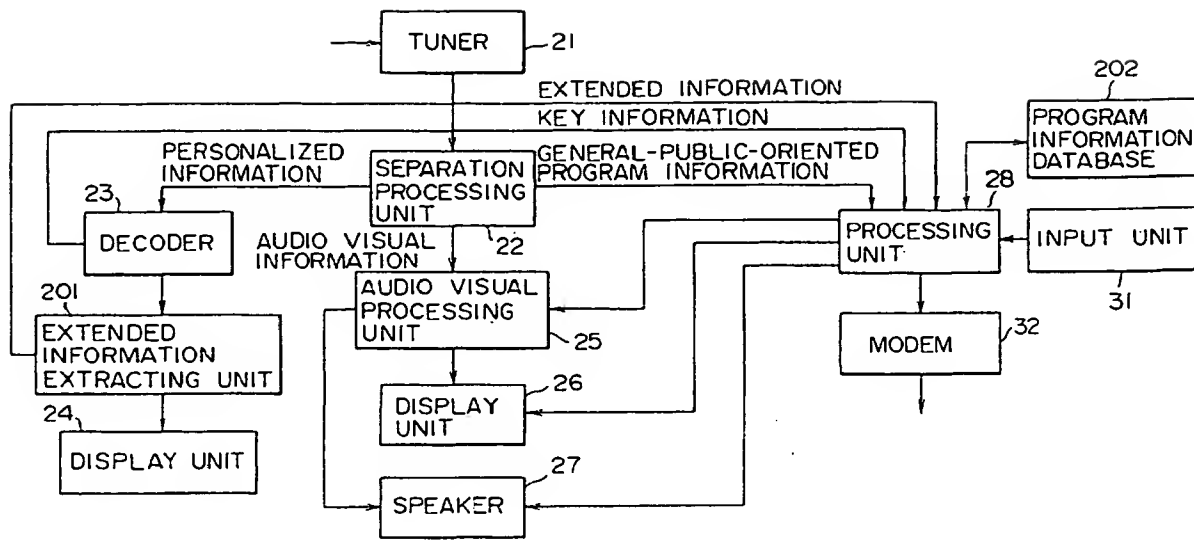 TUNER
21
EXTENDED INFORMATION
202
KEY INFORMATION
PROGRAM
INFORMATION
DATABASE
PERSONALIZED
INFORMATION
SEPARATION
PROCESSING
UNIT
22
GENERAL-PUBLIC-ORIENTED
PROGRAM INFORMATION
28
23
DECODER
PROCESSING
UNIT
INPUT UNIT
31
AUDIO VISUAL
INFORMATION
AUDIO VISUAL
PROCESSING
UNIT
25
201
EXTENDED
INFORMATION
EXTRACTING UNIT
MODEM
32
24
DISPLAY UNIT
DISPLAY
UNIT
26
SPEAKER
27